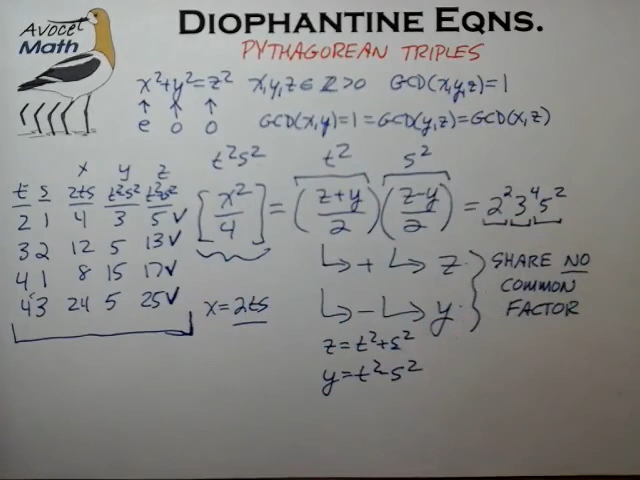 Avocet Math
DIOPHANTINE EQNS.
PYTHAGOREAN TRIPLES
x²+y²=z² x,y,z∈ℤ>0 GCD(x,y,z)=1
↑ ↑ ↑
e o o GCD(x,y)=1=GCD(y,z)=GCD(x,z)
x y z t²s² t² s²
t s 2ts t²s² t²s² [x²/4] = (z+y/2)(z-y/2) = 2²3⁴5²
2 1 4 3 5✓
3 2 12 5 13✓
4 1 8 15 17✓
4 3 24 5 25✓
↳+ ↳ z
↳- ↳ y
SHARE NO
COMMON
FACTOR
x=2ts
z=t²+s²
y=t²-s²